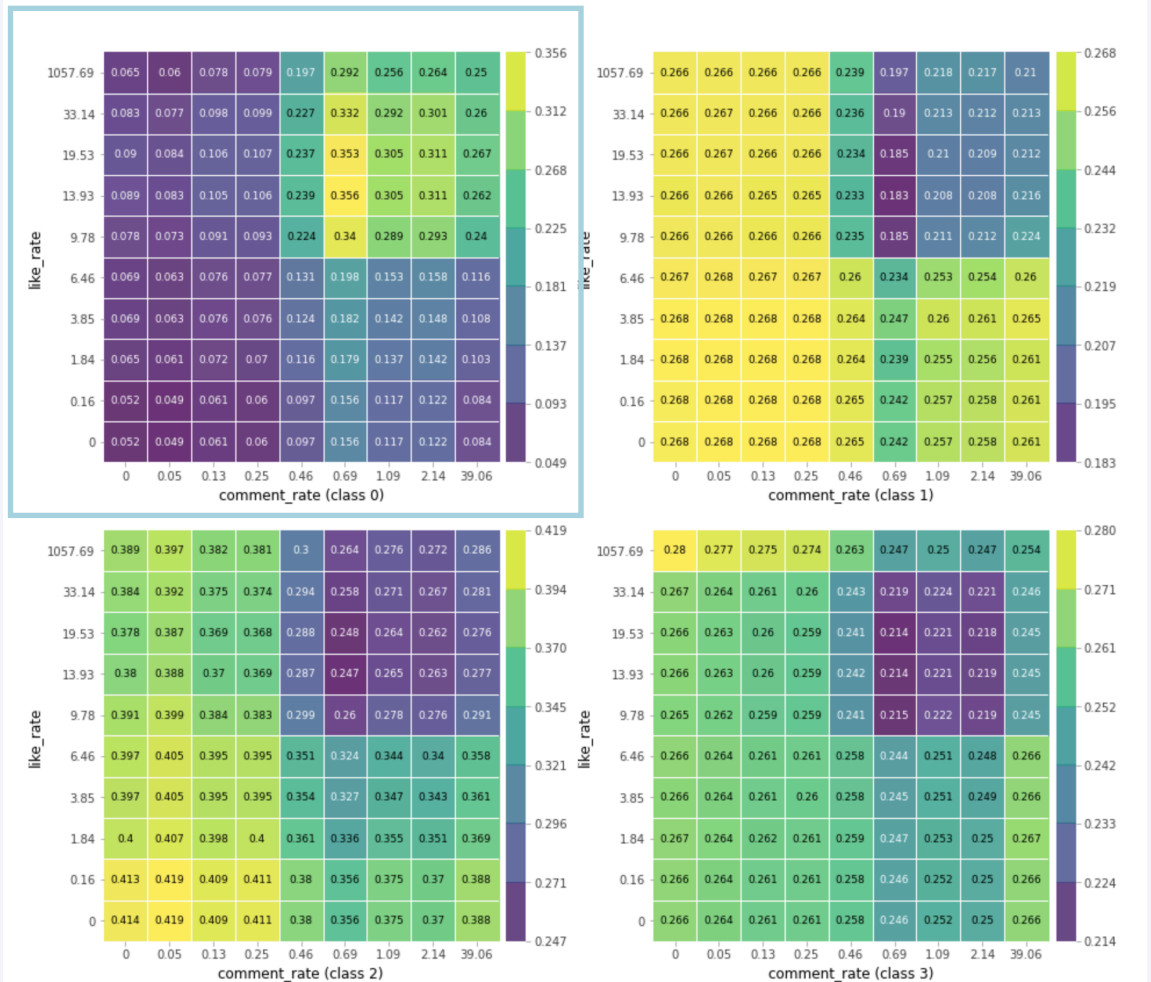 1057.69 0.065 0.06 0.078 0.079 0.197 0.292 0.256 0.264 0.25 0.356
33.14 0.083 0.077 0.098 0.099 0.227 0.332 0.292 0.301 0.26 0.312
19.53 0.09 0.084 0.106 0.107 0.237 0.353 0.305 0.311 0.267 0.268
13.93 0.089 0.083 0.105 0.106 0.239 0.356 0.305 0.311 0.262 0.225
9.78 0.078 0.073 0.091 0.093 0.224 0.34 0.289 0.293 0.24 0.181
6.46 0.069 0.063 0.076 0.077 0.131 0.198 0.153 0.158 0.116 0.137
3.85 0.069 0.063 0.076 0.076 0.124 0.182 0.142 0.148 0.108 0.093
1.84 0.065 0.061 0.072 0.07 0.116 0.179 0.137 0.142 0.103 0.049
0.16 0.052 0.049 0.061 0.06 0.097 0.156 0.117 0.122 0.084
0 0.052 0.049 0.061 0.06 0.097 0.156 0.117 0.122 0.084
0 0.05 0.13 0.25 0.46 0.69 1.09 2.14 39.06
like_rate
comment_rate (class 0)
1057.69 0.266 0.266 0.266 0.266 0.239 0.197 0.218 0.217 0.21 0.268
33.14 0.266 0.267 0.266 0.266 0.236 0.19 0.213 0.212 0.213 0.256
19.53 0.266 0.267 0.266 0.266 0.234 0.185 0.21 0.209 0.212 0.244
13.93 0.266 0.266 0.265 0.265 0.233 0.183 0.208 0.208 0.216 0.232
9.78 0.266 0.266 0.266 0.266 0.235 0.185 0.211 0.212 0.224 0.219
6.46 0.267 0.268 0.267 0.267 0.26 0.234 0.253 0.254 0.26 0.207
3.85 0.268 0.268 0.268 0.268 0.264 0.247 0.26 0.261 0.265 0.195
1.84 0.268 0.268 0.268 0.268 0.264 0.239 0.255 0.256 0.261 0.183
0.16 0.268 0.268 0.268 0.268 0.265 0.242 0.257 0.258 0.261
0 0.268 0.268 0.268 0.268 0.265 0.242 0.257 0.258 0.261
0 0.05 0.13 0.25 0.46 0.69 1.09 2.14 39.06
like_rate
comment_rate (class 1)
1057.69 0.389 0.397 0.382 0.381 0.3 0.264 0.276 0.272 0.286 0.419
33.14 0.384 0.392 0.375 0.374 0.294 0.258 0.271 0.267 0.281 0.394
19.53 0.378 0.387 0.369 0.368 0.288 0.248 0.264 0.262 0.276 0.370
13.93 0.38 0.388 0.37 0.369 0.287 0.247 0.265 0.263 0.277 0.345
9.78 0.391 0.399 0.384 0.383 0.299 0.26 0.278 0.276 0.291 0.321
6.46 0.397 0.405 0.395 0.395 0.351 0.324 0.344 0.34 0.358 0.296
3.85 0.397 0.405 0.395 0.395 0.354 0.327 0.347 0.343 0.361 0.271
1.84 0.4 0.407 0.398 0.4 0.361 0.336 0.355 0.351 0.369 0.247
0.16 0.413 0.419 0.409 0.411 0.38 0.356 0.375 0.37 0.388
0 0.414 0.419 0.409 0.411 0.38 0.356 0.375 0.37 0.388
0 0.05 0.13 0.25 0.46 0.69 1.09 2.14 39.06
like_rate
comment_rate (class 2)
1057.69 0.28 0.277 0.275 0.274 0.263 0.247 0.25 0.247 0.254 0.280
33.14 0.267 0.264 0.261 0.26 0.243 0.219 0.224 0.221 0.246 0.271
19.53 0.266 0.263 0.26 0.259 0.241 0.214 0.221 0.218 0.245 0.261
13.93 0.266 0.263 0.26 0.259 0.242 0.214 0.221 0.219 0.245 0.252
9.78 0.265 0.262 0.259 0.259 0.241 0.215 0.222 0.219 0.245 0.242
6.46 0.266 0.264 0.261 0.261 0.258 0.244 0.251 0.248 0.266 0.233
3.85 0.266 0.264 0.261 0.26 0.258 0.245 0.251 0.249 0.266 0.224
1.84 0.267 0.264 0.262 0.261 0.259 0.247 0.253 0.25 0.267 0.214
0.16 0.266 0.264 0.261 0.261 0.258 0.246 0.252 0.25 0.266
0 0.266 0.264 0.261 0.261 0.258 0.246 0.252 0.25 0.266
0 0.05 0.13 0.25 0.46 0.69 1.09 2.14 39.06
like_rate
comment_rate (class 3)